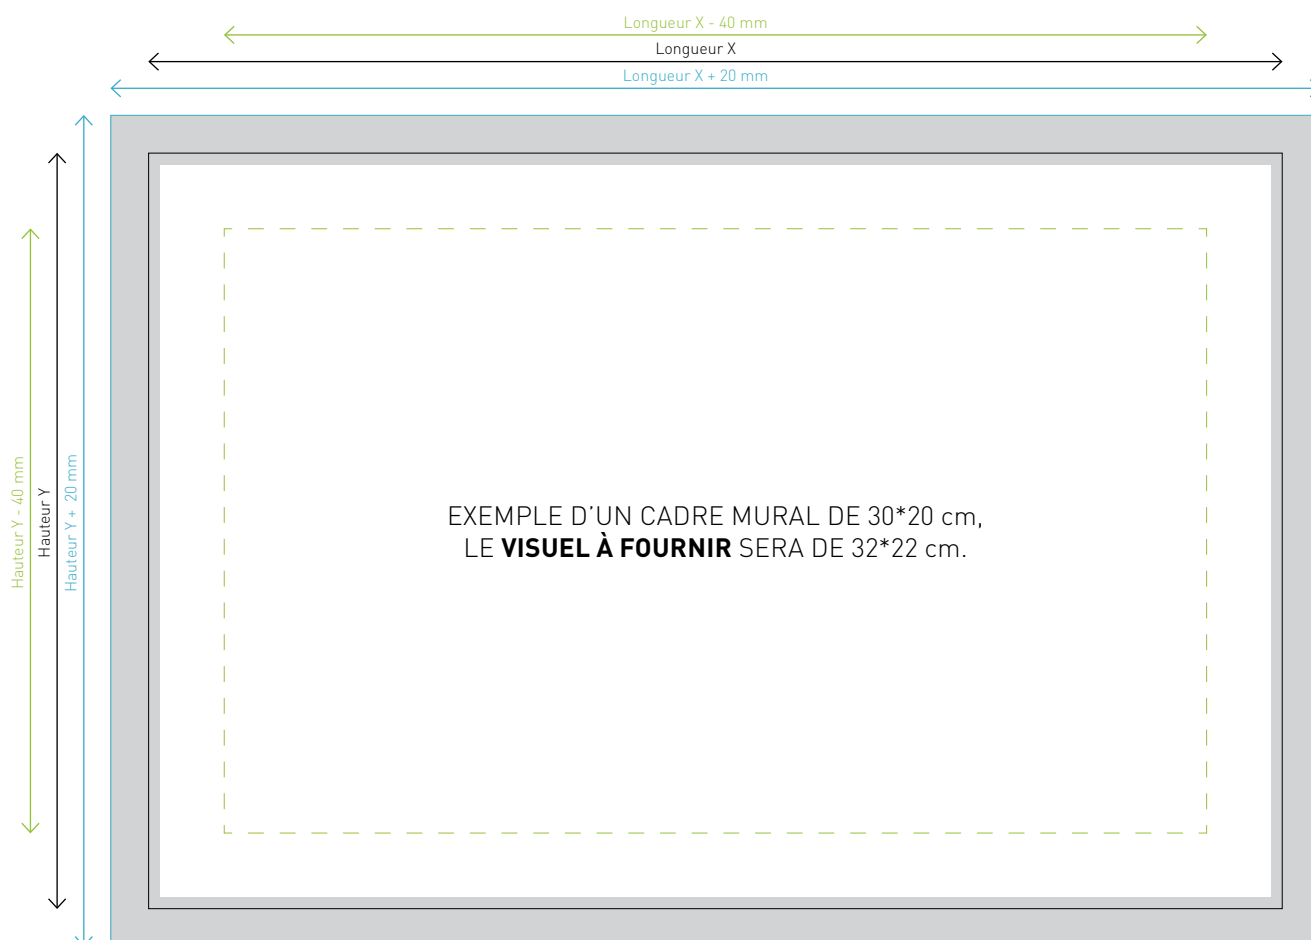 Longueur X - 40 mm
Longueur X
Longueur X + 20 mm
Hauteur Y - 40 mm
Hauteur Y
Hauteur Y + 20 mm
EXEMPLE D'UN CADRE MURAL DE 30*20 cm,
LE VISUEL À FOURNIR SERA DE 32*22 cm.